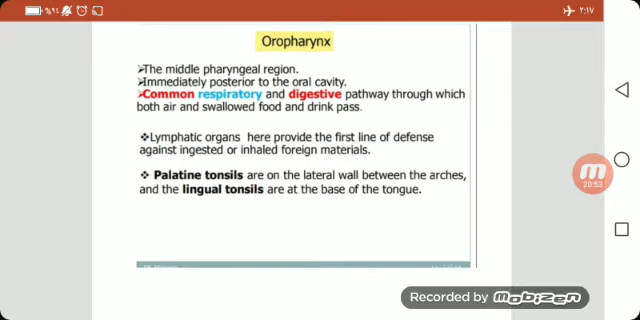 %٩٤
٢:١٧
Oropharynx
➢The middle pharyngeal region.
➢Immediately posterior to the oral cavity.
➢Common respiratory and digestive pathway through which
both air and swallowed food and drink pass.
❖Lymphatic organs here provide the first line of defense
against ingested or inhaled foreign materials.
❖ Palatine tonsils are on the lateral wall between the arches,
and the lingual tonsils are at the base of the tongue.
20:53
Recorded by mobizen